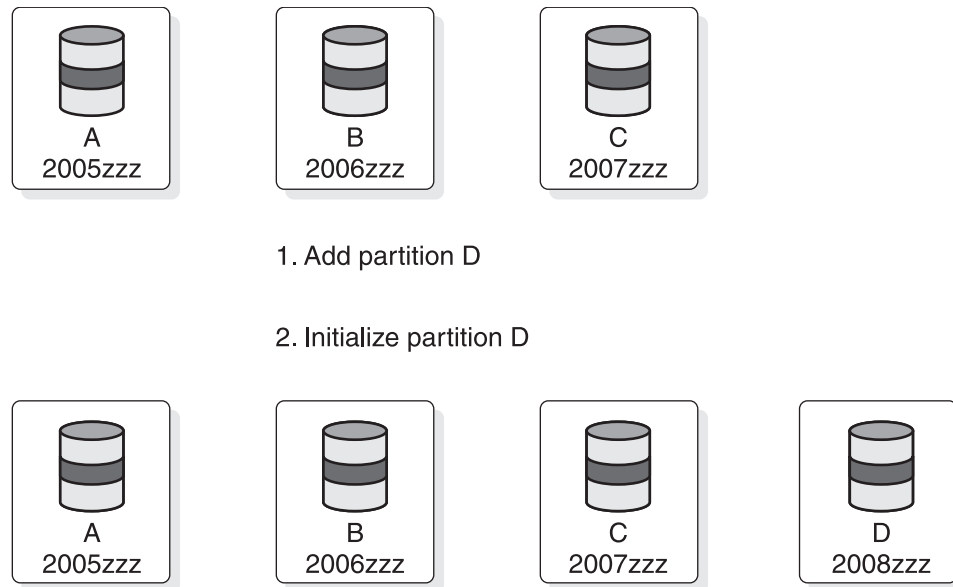 A
2005zzz
B
2006zzz
C
2007zzz
1. Add partition D
2. Initialize partition D
A
2005zzz
B
2006zzz
C
2007zzz
D
2008zzz